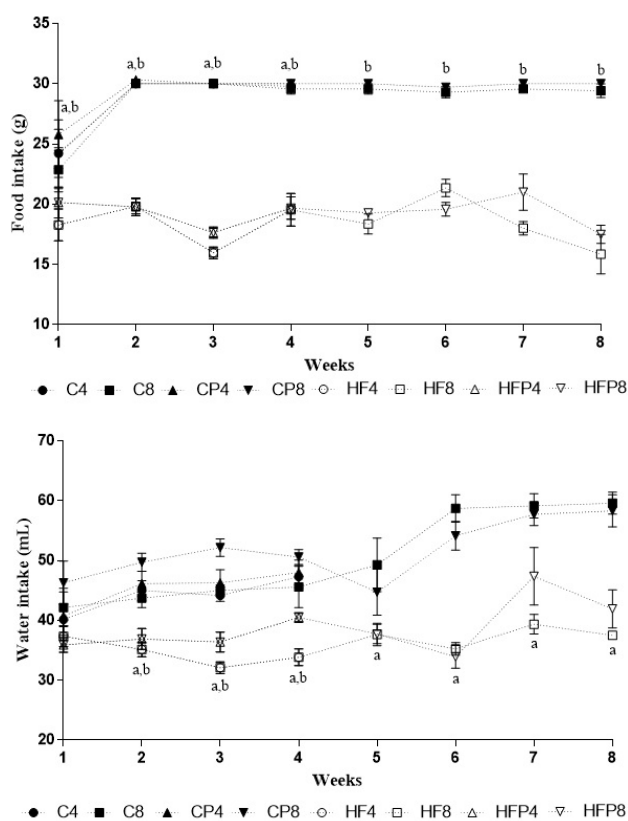 35
a,b a,b a,b b b b b
30
a,b
25
20
15
10
Food intake (g)
1 2 3 4 5 6 7 8
Weeks
C4 C8 CP4 CP8 HF4 HF8 HFP4 HFP8
70
60
50
40
30
20
Water intake (mL)
a,b a,b a,b a a a a
1 2 3 4 5 6 7 8
Weeks
C4 C8 CP4 CP8 HF4 HF8 HFP4 HFP8